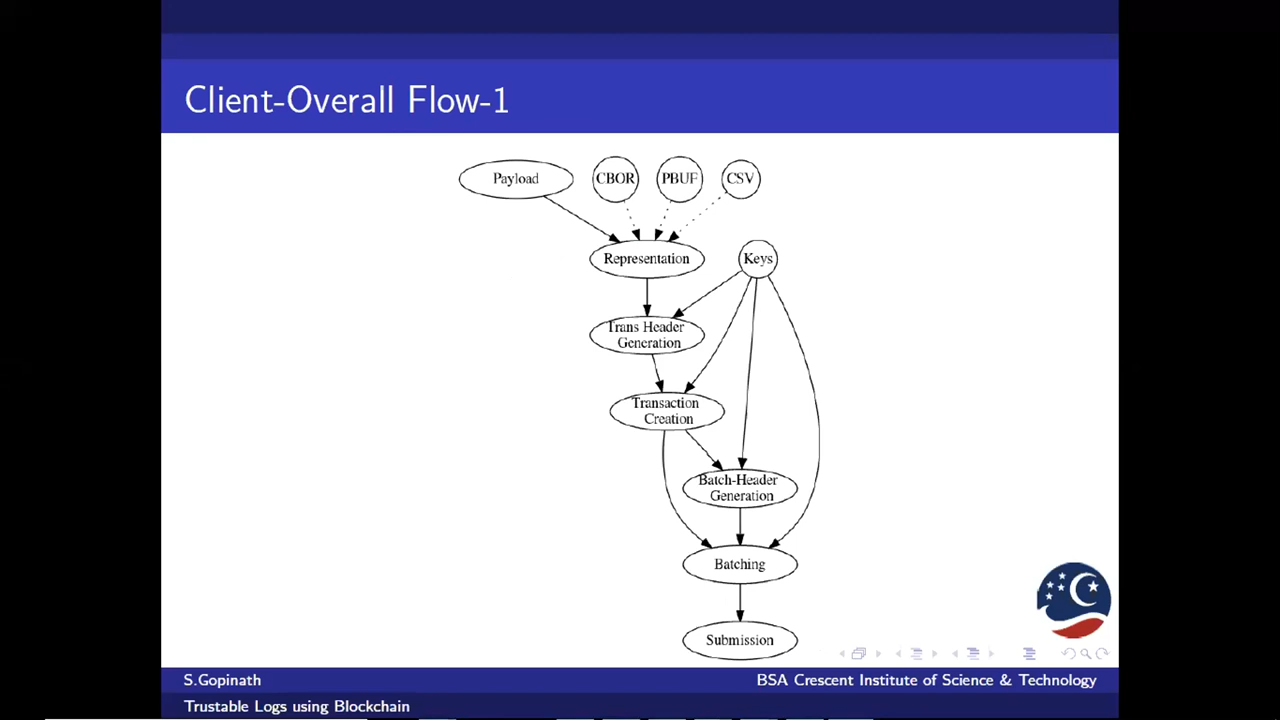 Client-Overall Flow-1
Payload
CBOR
PBUF
CSV
Representation
Keys
Trans Header
Generation
Transaction
Creation
Batch-Header
Generation
Batching
Submission
S.Gopinath
BSA Crescent Institute of Science & Technology
Trustable Logs using Blockchain